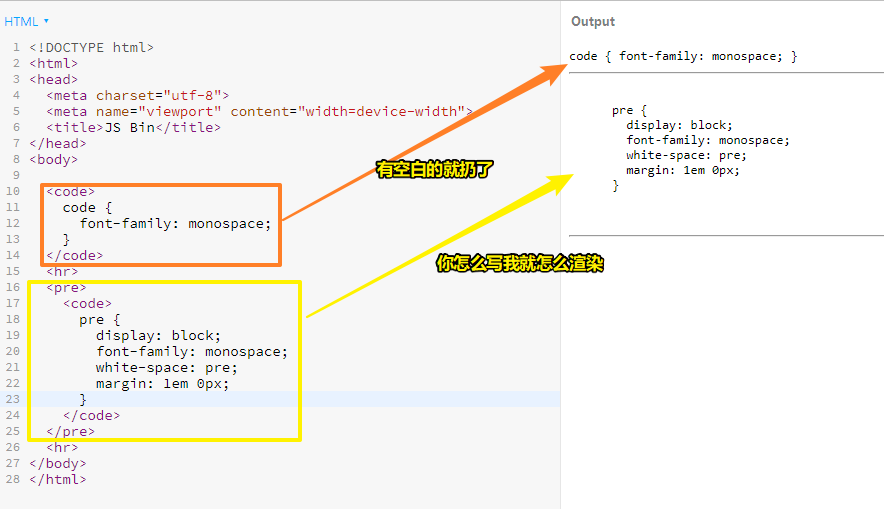 HTML
Output
1 <!DOCTYPE html>
2 <html>
3 <head>
4   <meta charset="utf-8">
5   <meta name="viewport" content="width=device-width">
6   <title>JS Bin</title>
7 </head>
8 <body>
9
10   <code>
11     code {
12       font-family: monospace;
13     }
14   </code>
15   <hr>
16   <pre>
17     <code>
18       pre {
19         display: block;
20         font-family: monospace;
21         white-space: pre;
22         margin: 1em 0px;
23       }
24     </code>
25   </pre>
26   <hr>
27 </body>
28 </html>
有空白的就扔了
你怎么写我就怎么渲染
code { font-family: monospace; }
pre {
  display: block;
  font-family: monospace;
  white-space: pre;
  margin: 1em 0px;
}